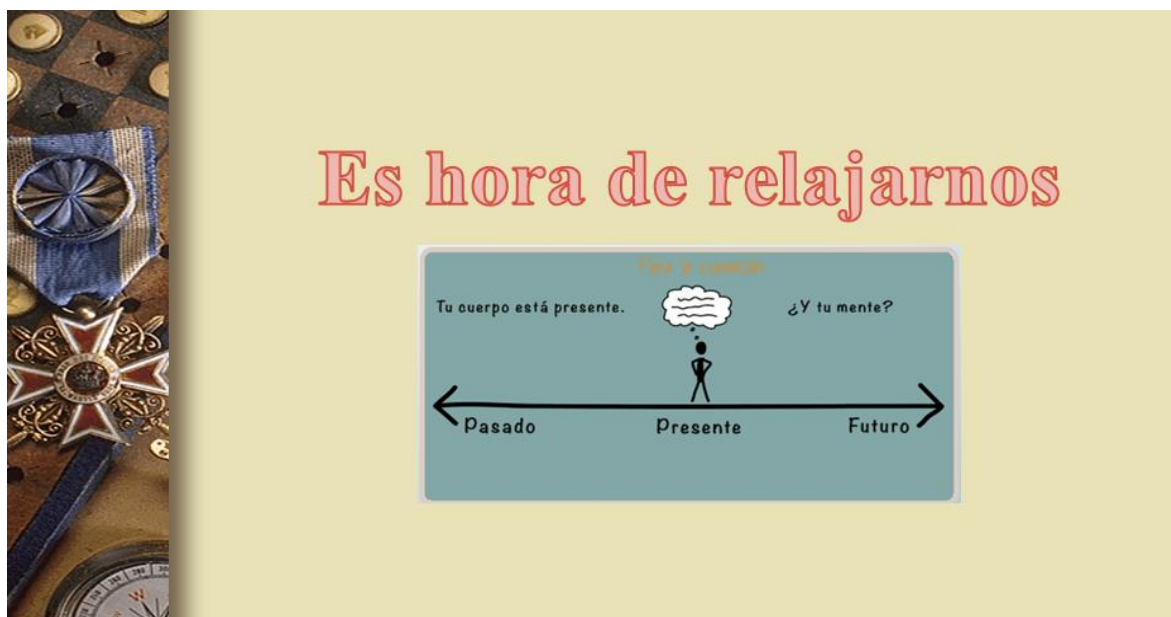 Es hora de relajarnos
Tu cuerpo está presente.
¿Y tu mente?
Pasado
Presente
Futuro